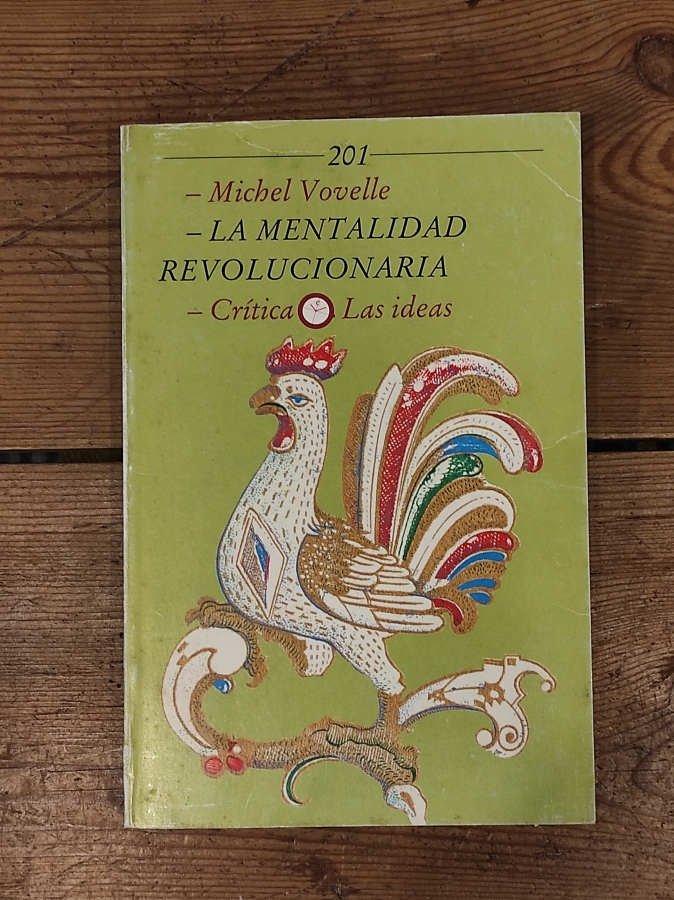 201
– Michel Vovelle
– LA MENTALIDAD
REVOLUCIONARIA
– Crítica Las ideas